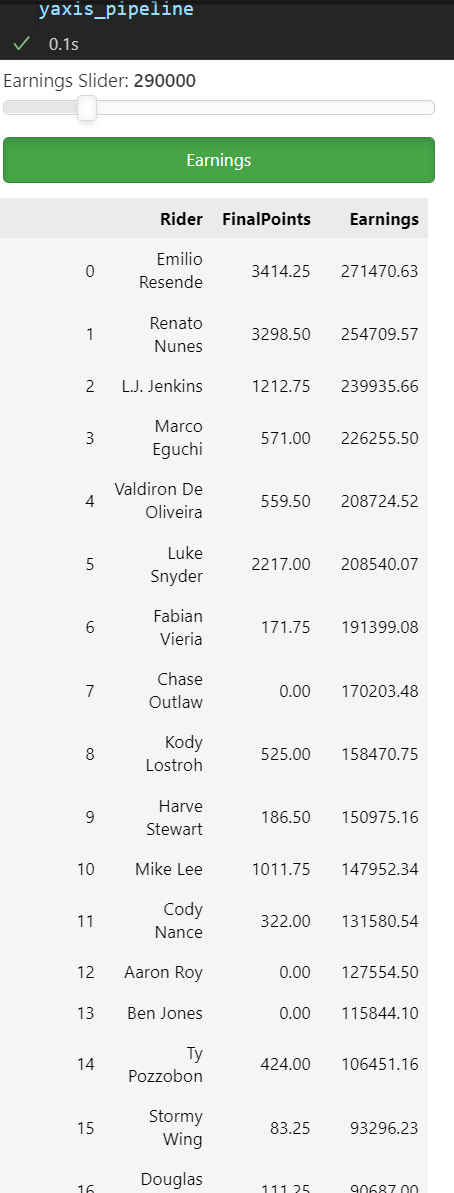 yaxis_pipeline
0.1s
Earnings Slider: 290000
Earnings
Rider FinalPoints Earnings
0 Emilio Resende 3414.25 271470.63
1 Renato Nunes 3298.50 254709.57
2 L.J. Jenkins 1212.75 239935.66
3 Marco Eguchi 571.00 226255.50
4 Valdiron De Oliveira 559.50 208724.52
5 Luke Snyder 2217.00 208540.07
6 Fabian Vieria 171.75 191399.08
7 Chase Outlaw 0.00 170203.48
8 Kody Lostroh 525.00 158470.75
9 Harve Stewart 186.50 150975.16
10 Mike Lee 1011.75 147952.34
11 Cody Nance 322.00 131580.54
12 Aaron Roy 0.00 127554.50
13 Ben Jones 0.00 115844.10
14 Ty Pozzobon 424.00 106451.16
15 Stormy Wing 83.25 93296.23
16 Douglas 111.25 90687.00